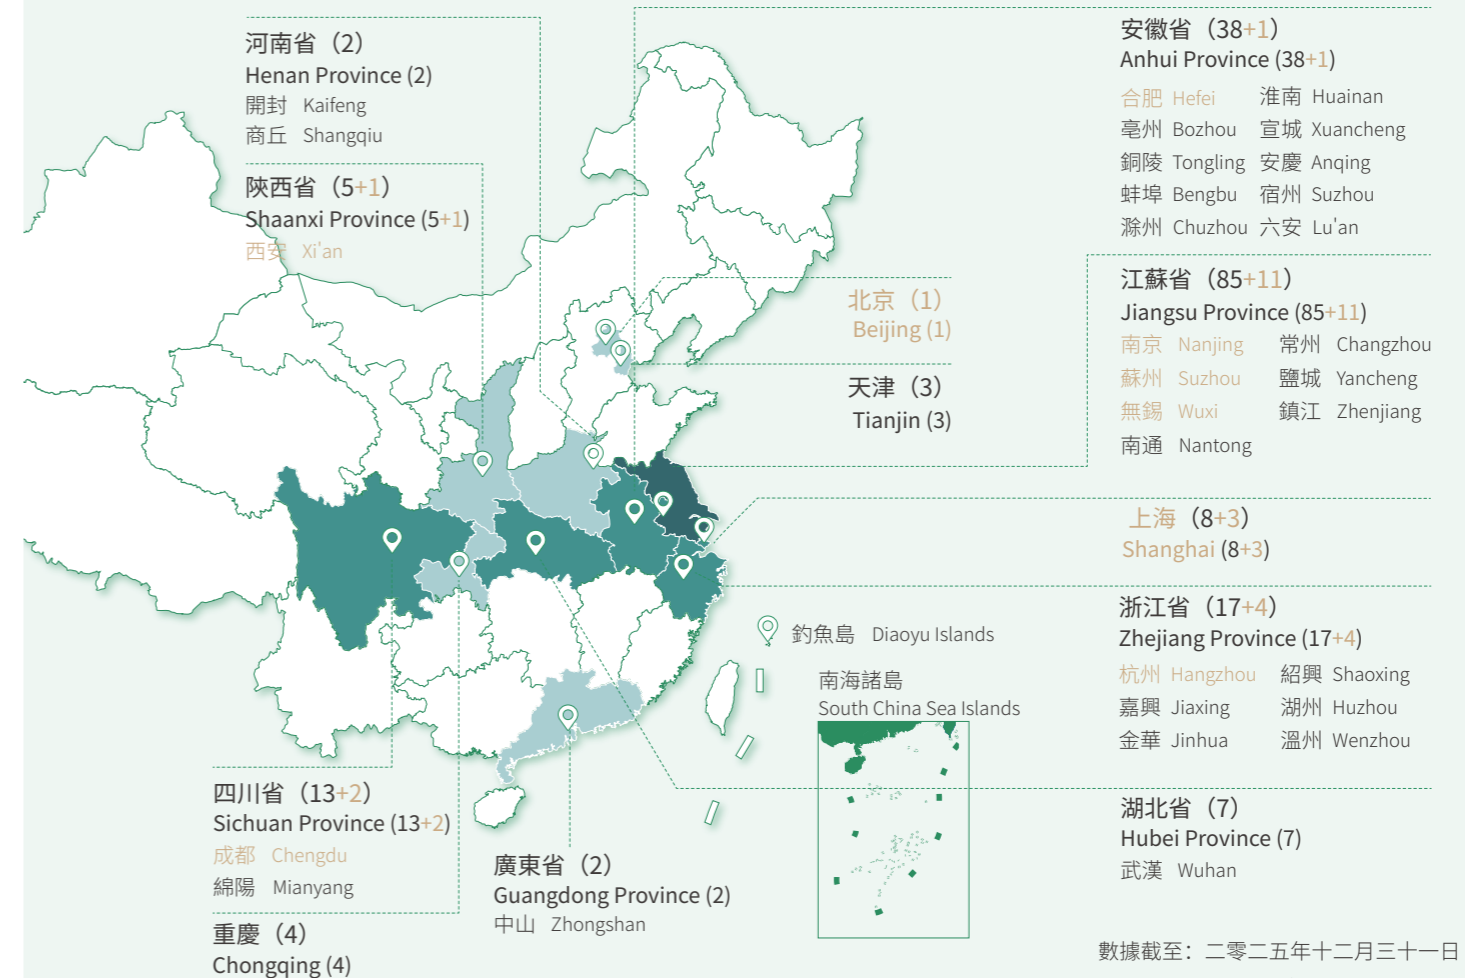 河南省（2）
Henan Province (2)
開封 Kaifeng
商丘 Shangqiu
陝西省（5+1）
Shaanxi Province (5+1)
西安 Xi'an
北京（1）
Beijing (1)
天津（3）
Tianjin (3)
安徽省（38+1）
Anhui Province (38+1)
合肥 Hefei 淮南 Huainan
亳州 Bozhou 宣城 Xuancheng
銅陵 Tongling 安慶 Anqing
蚌埠 Bengbu 宿州 Suzhou
滁州 Chuzhou 六安 Lu'an
江蘇省（85+11）
Jiangsu Province (85+11)
南京 Nanjing 常州 Changzhou
蘇州 Suzhou 鹽城 Yancheng
無錫 Wuxi 鎮江 Zhenjiang
南通 Nantong
上海（8+3）
Shanghai (8+3)
浙江省（17+4）
Zhejiang Province (17+4)
杭州 Hangzhou 紹興 Shaoxing
嘉興 Jiaxing 湖州 Huzhou
金華 Jinhua 溫州 Wenzhou
釣魚島 Diaoyu Islands
南海諸島
South China Sea Islands
四川省（13+2）
Sichuan Province (13+2)
成都 Chengdu
綿陽 Mianyang
重慶（4）
Chongqing (4)
廣東省（2）
Guangdong Province (2)
中山 Zhongshan
湖北省（7）
Hubei Province (7)
武漢 Wuhan
數據截至：二零二五年十二月三十一日